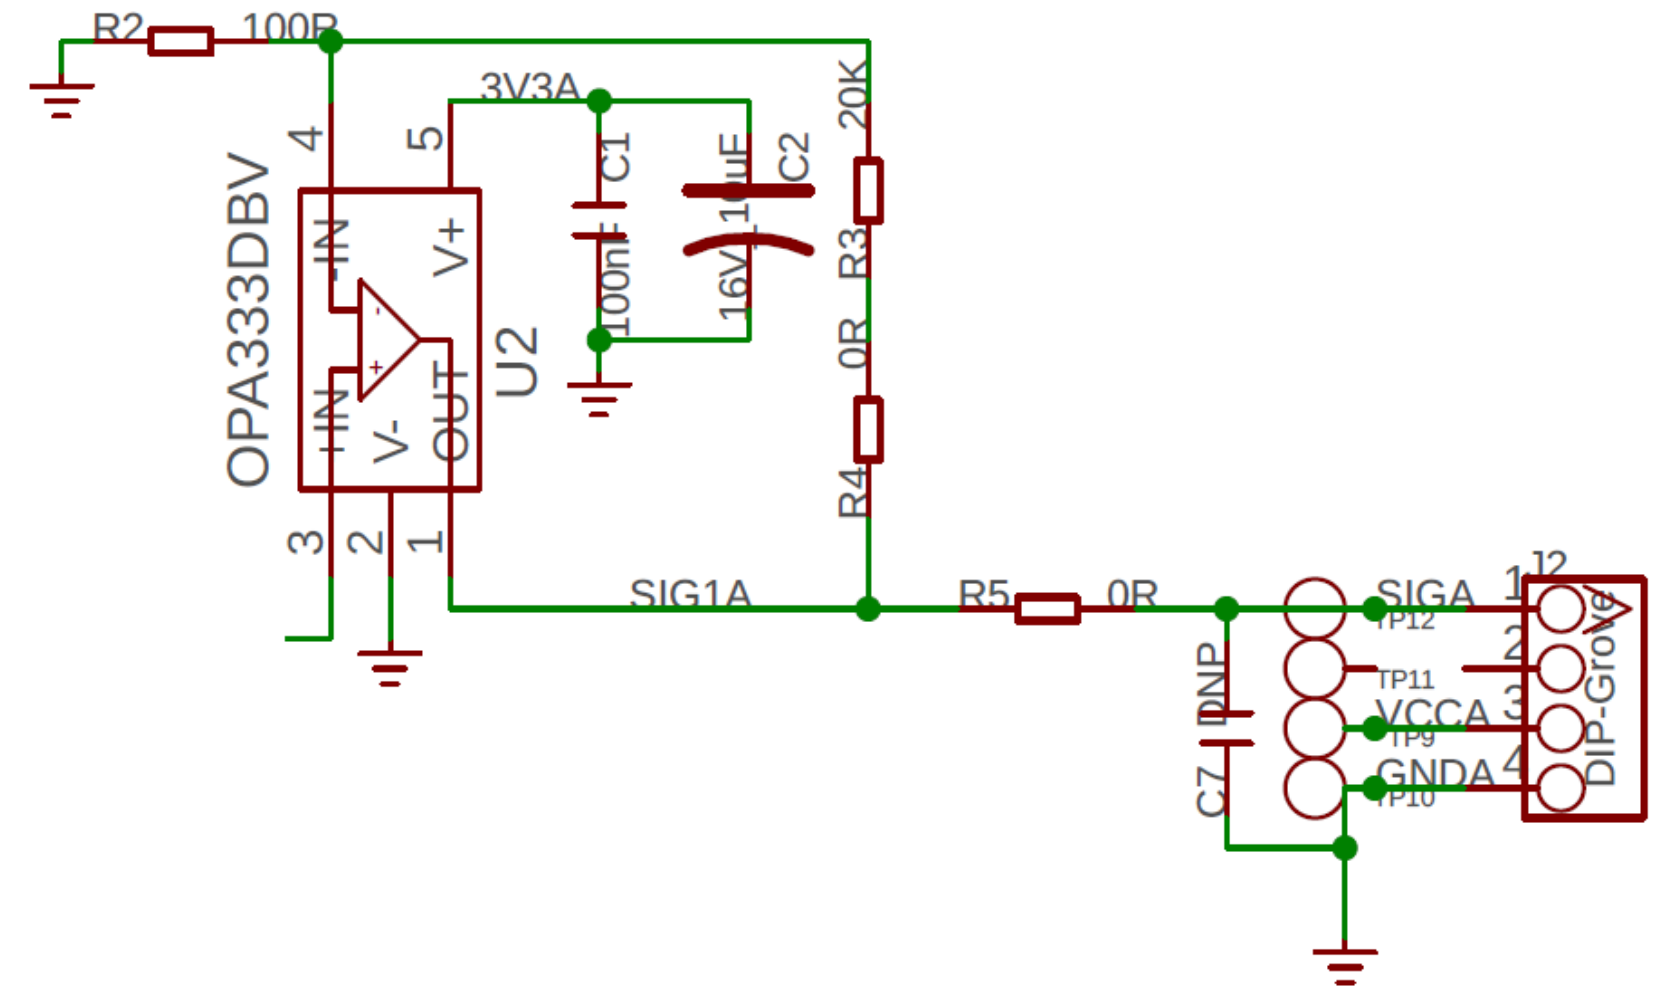 R2
100R
3V3A
4
5
C1
100nF
10uF
16V
C2
20K
R3
0R
R4
OPA333DBV
-IN
V+
-
+
+IN
V-
OUT
U2
3
2
1
SIG1A
R5
0R
DNP
C7
SIGA
TP12
TP11
VCCA
TP9
GNDA
TP10
J2
1
2
3
4
DIP-Grove